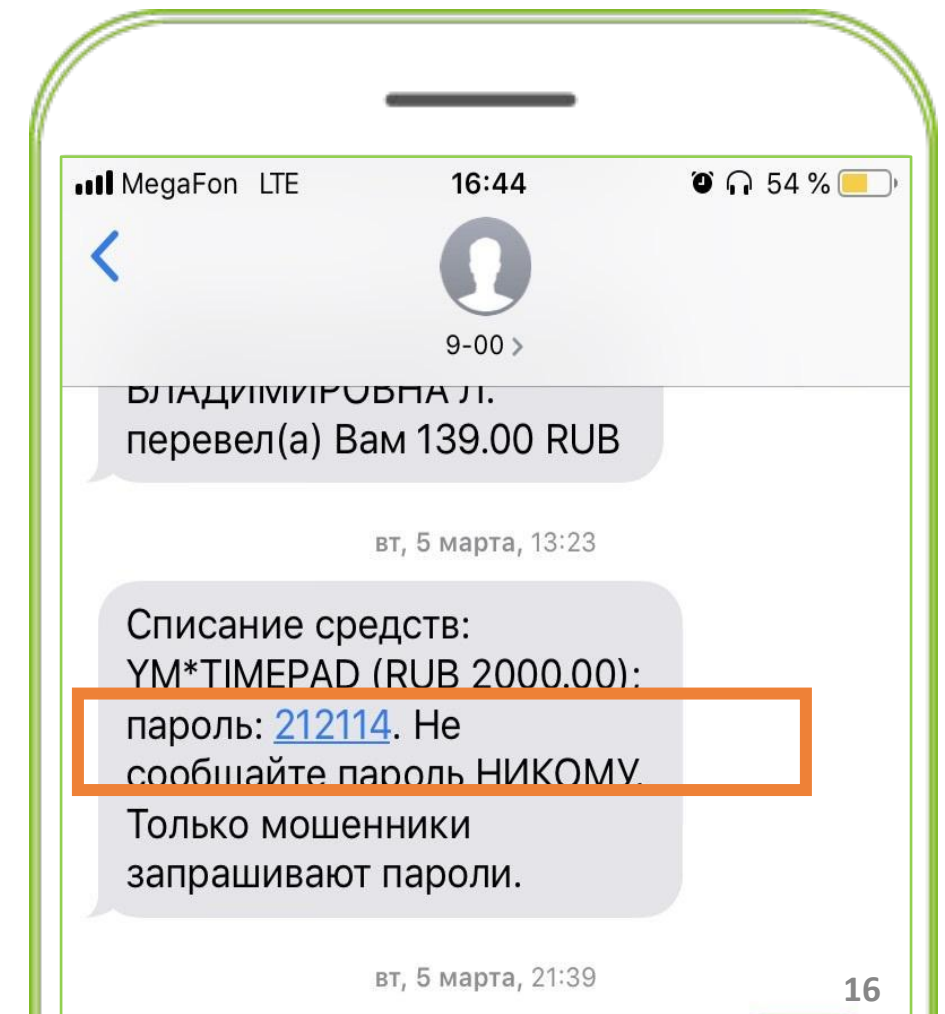 MegaFon LTE 16:44 54 %
9-00 >
ВЛАДИМИРОВНА Л.
перевел(а) Вам 139.00 RUB
вт, 5 марта, 13:23
Списание средств:
YM*TIMEPAD (RUB 2000.00);
пароль: 212114. Не
сообщайте пароль НИКОМУ.
Только мошенники
запрашивают пароли.
вт, 5 марта, 21:39
16